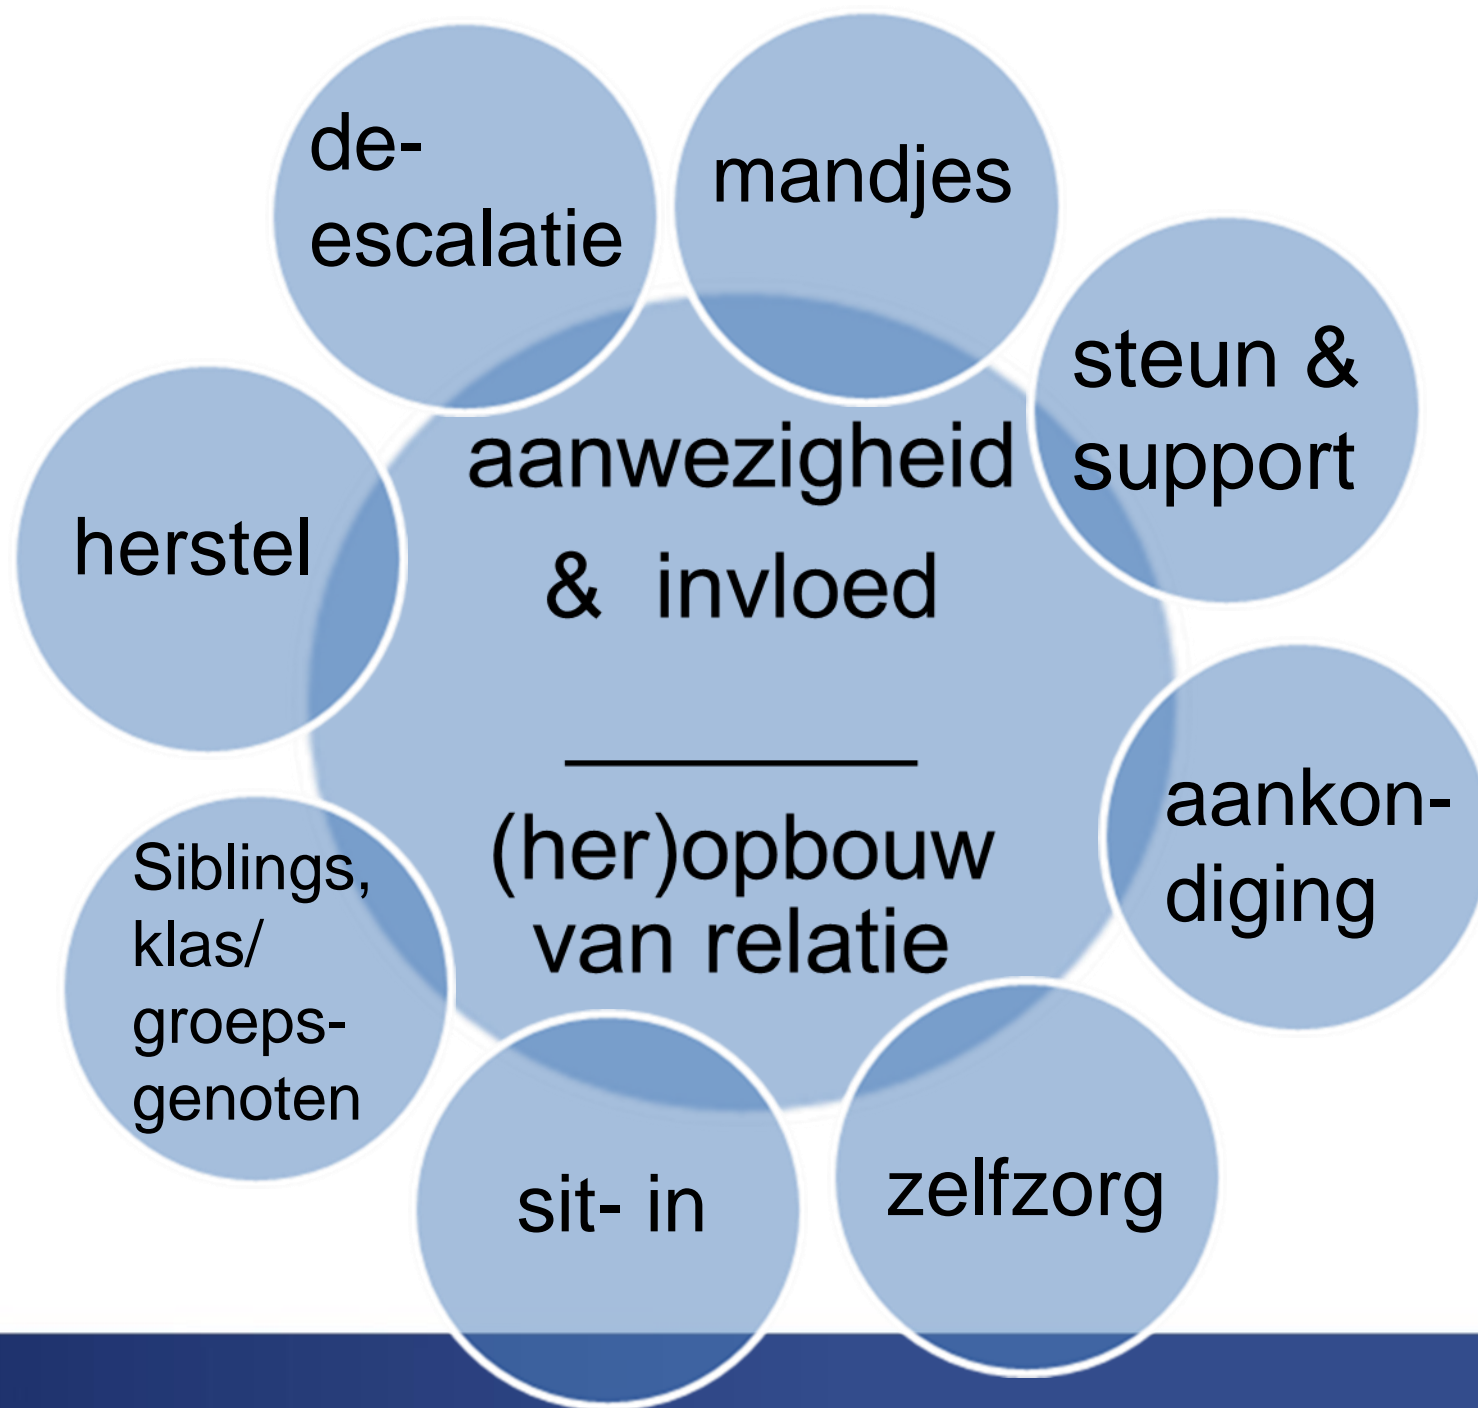 de-
escalatie
mandjes
steun &
support
aanwezigheid
& invloed
herstel
(her)opbouw
van relatie
aankon-
diging
Siblings,
klas/
groeps-
genoten
sit- in
zelfzorg